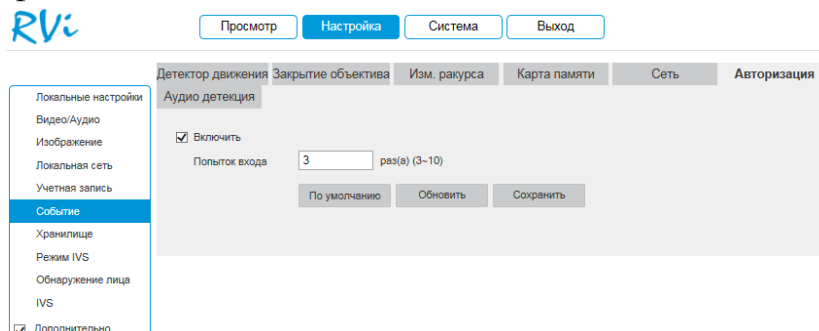 RVi
Просмотр Настройка Система Выход
Детектор движения Закрытие объектива Изм. ракурса Карта памяти Сеть Авторизация
Аудио детекция
Локальные настройки
Видео/Аудио
Изображение
Локальная сеть
Учетная запись
Событие
Хранилище
Режим IVS
Обнаружение лица
IVS
Дополнительно
Включить
Попыток входа 3 раз(а) (3~10)
По умолчанию Обновить Сохранить